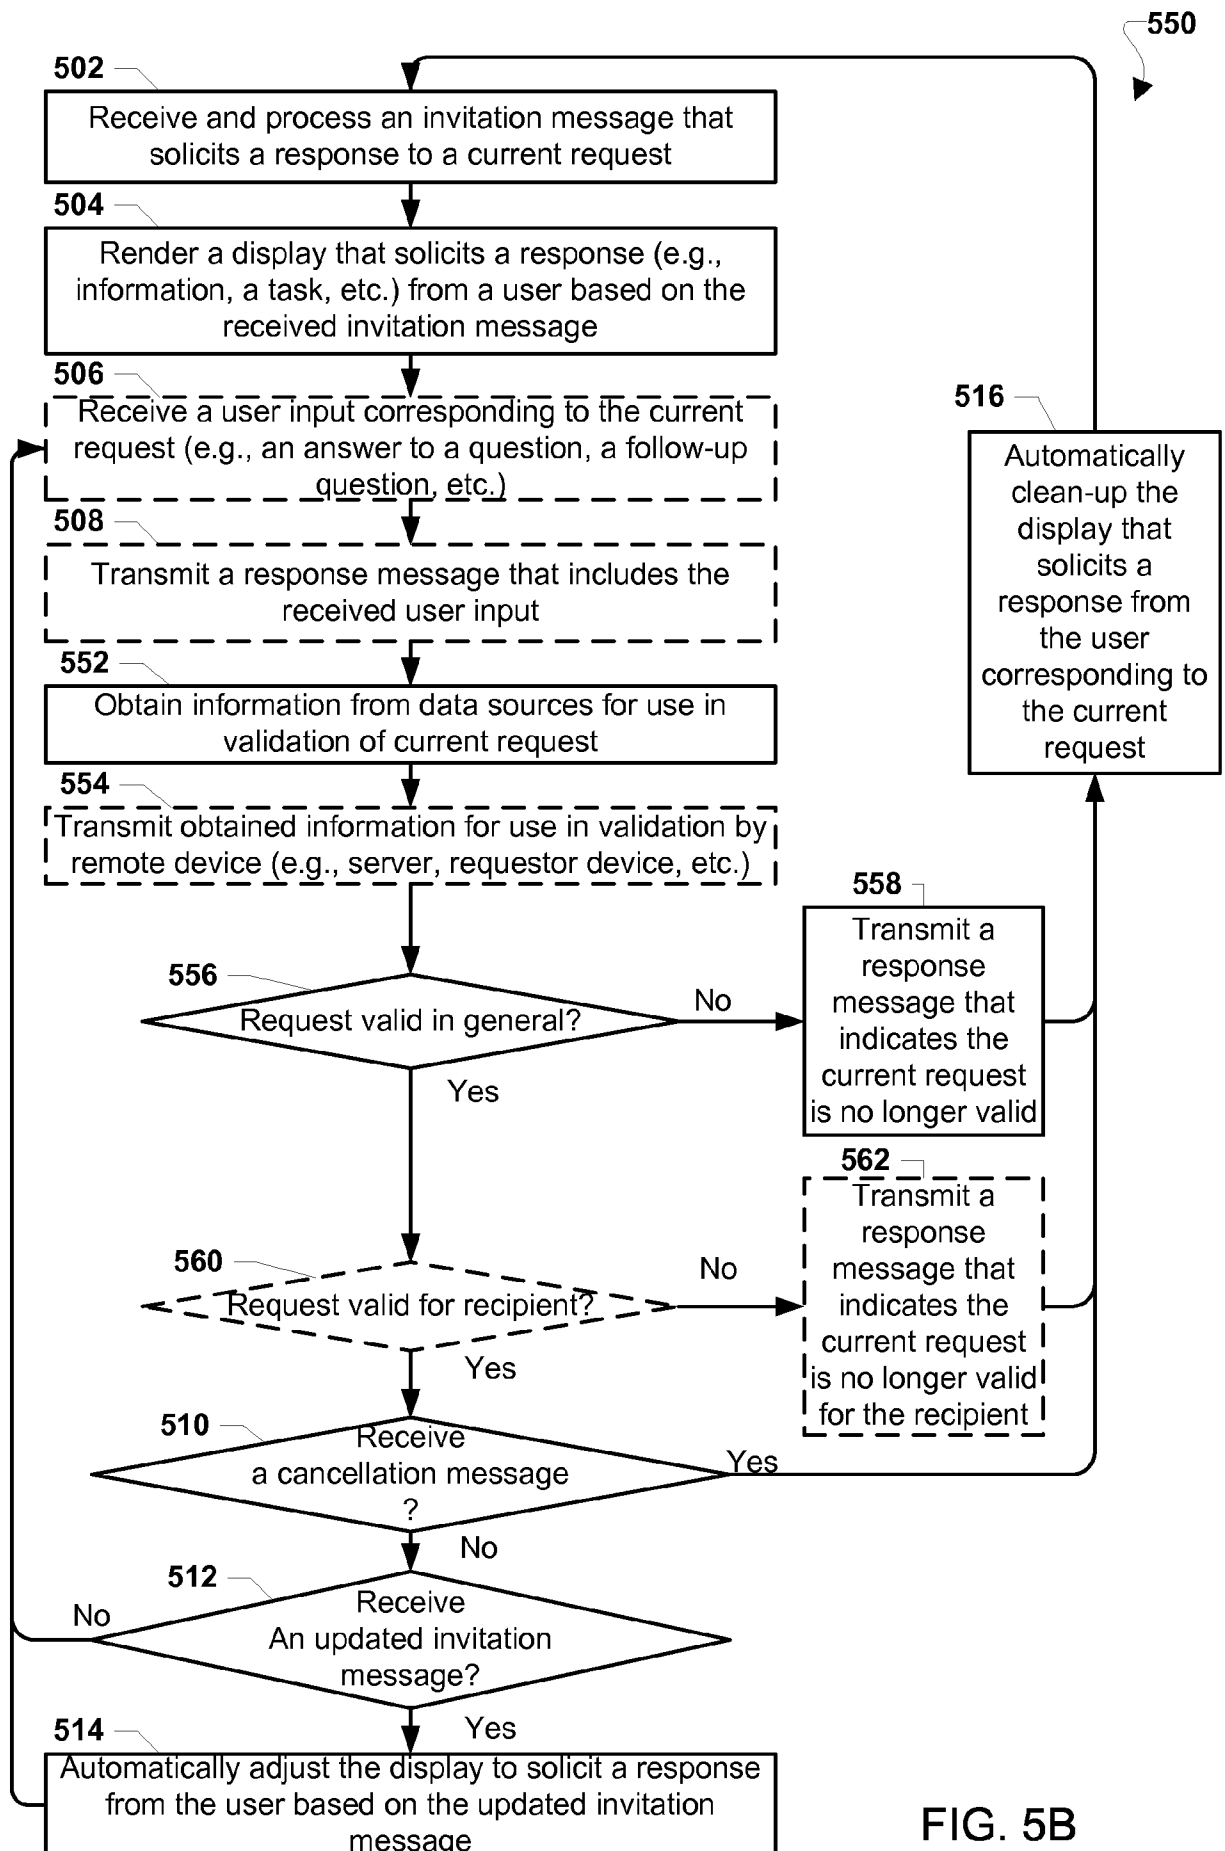 550
502
Receive and process an invitation message that
solicits a response to a current request
504
Render a display that solicits a response (e.g.,
information, a task, etc.) from a user based on the
received invitation message
506
Receive a user input corresponding to the current
request (e.g., an answer to a question, a follow-up
question, etc.)
508
Transmit a response message that includes the
received user input
552
Obtain information from data sources for use in
validation of current request
554
Transmit obtained information for use in validation by
remote device (e.g., server, requestor device, etc.)
556
Request valid in general?
No
Yes
558
Transmit a
response
message that
indicates the
current request
is no longer valid
560
Request valid for recipient?
No
Yes
562
Transmit a
response
message that
indicates the
current request
is no longer valid
for the recipient
510
Receive
a cancellation message
?
Yes
No
512
Receive
An updated invitation
message?
No
Yes
514
Automatically adjust the display to solicit a response
from the user based on the updated invitation
message
516
Automatically
clean-up the
display that
solicits a
response from
the user
corresponding to
the current
request
FIG. 5B